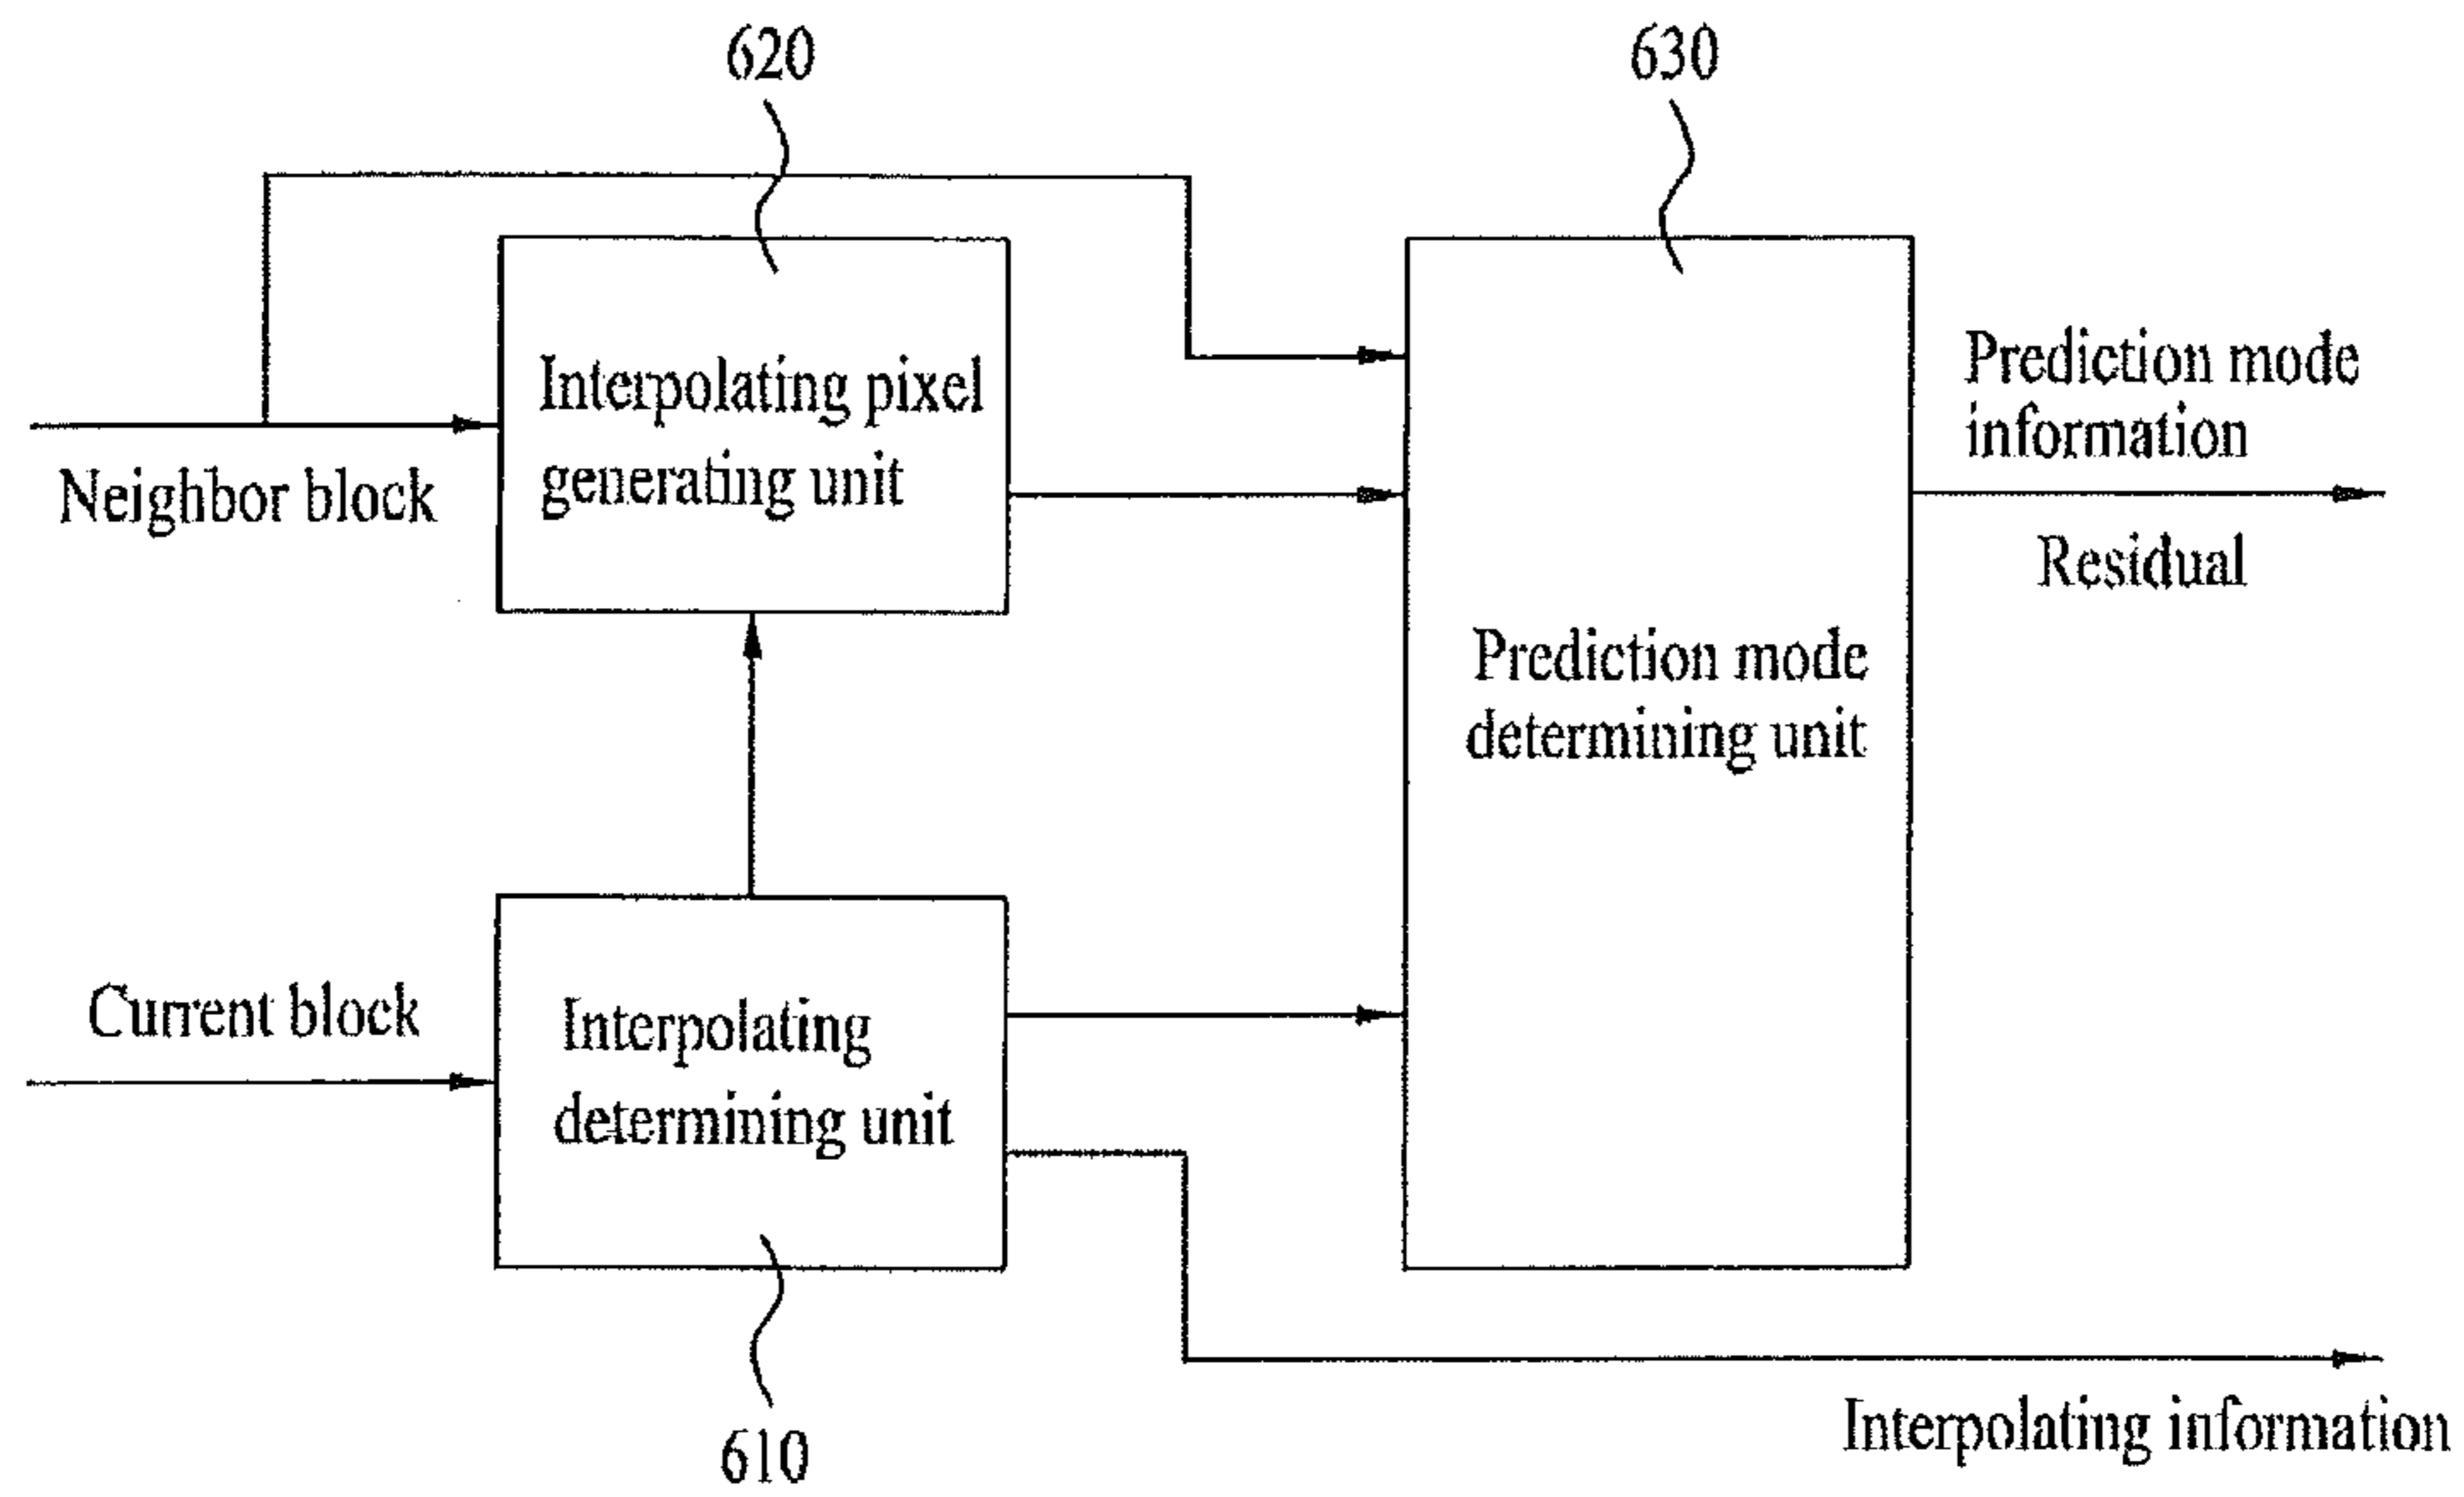 620
630
Interpolating pixel
generating unit
Neighbor block
Prediction mode
information
Residual
Prediction mode
determining unit
Current block
Interpolating
determining unit
610
Interpolating information